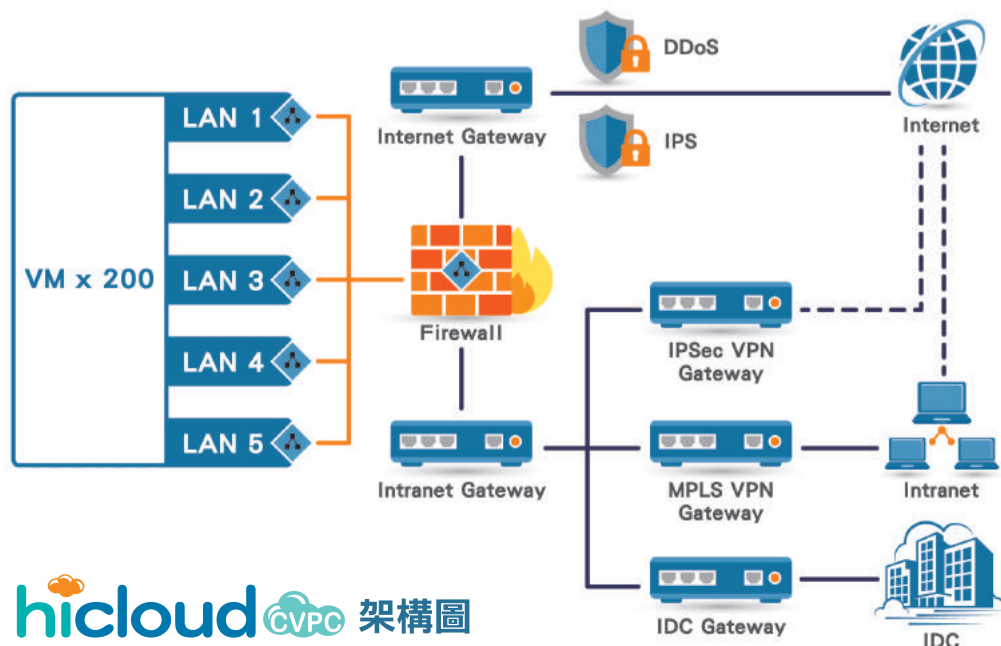 VM x 200
LAN 1
LAN 2
LAN 3
LAN 4
LAN 5
Internet Gateway
DDoS
IPS
Internet
Firewall
IPSec VPN
Gateway
Intranet Gateway
MPLS VPN
Gateway
Intranet
IDC Gateway
IDC
hicloud CVPC 架構圖